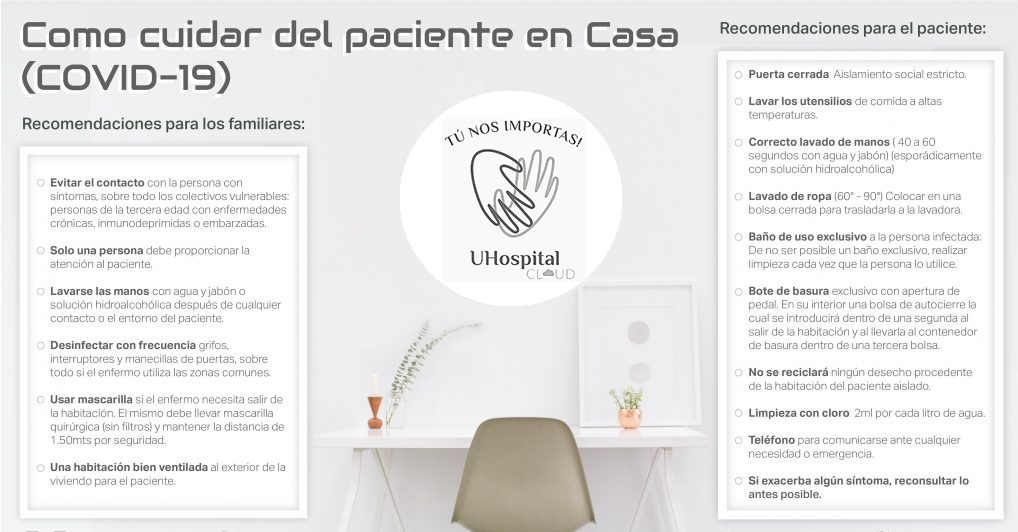 Como cuidar del paciente en Casa
(COVID-19)
Recomendaciones para los familiares:
Evitar el contacto con la persona con
síntomas, sobre todo los colectivos vulnerables:
personas de la tercera edad con enfermedades
crónicas, inmunodeprimidas o embarzadas.
Solo una persona debe proporcionar la
atención al paciente.
Lavarse las manos con agua y jabón o
solución hidroalcohólica después de cualquier
contacto o el entorno del paciente.
Desinfectar con frecuencia grifos,
interruptores y manecillas de puertas, sobre
todo si el enfermo utiliza las zonas comunes.
Usar mascarilla si el enfermo necesita salir de
la habitación. El mismo debe llevar mascarilla
quirúrgica (sin filtros) y mantener la distancia de
1.50mts por seguridad.
Una habitación bien ventilada al exterior de la
viviendo para el paciente.
TÚ NOS IMPORTAS!
UHospital
CLOUD
Recomendaciones para el paciente:
Puerta cerrada: Aislamiento social estricto.
Lavar los utensilios de comida a altas
temperaturas.
Correcto lavado de manos ( 40 a 60
segundos con agua y jabón) (esporádicamente
con solución hidroalcohólica)
Lavado de ropa (60° - 90°) Colocar en una
bolsa cerrada para trasladarla a la lavadora.
Baño de uso exclusivo a la persona infectada:
De no ser posible un baño exclusivo, realizar
limpieza cada vez que la persona lo utilice.
Bote de basura exclusivo con apertura de
pedal. En su interior una bolsa de autocierre la
cual se introducirá dentro de una segunda al
salir de la habitación y al llevarla al contenedor
de basura dentro de una tercera bolsa.
No se reciclará ningún desecho procedente
de la habitación del paciente aislado.
Limpieza con cloro: 2ml por cada litro de agua.
Teléfono para comunicarse ante cualquier
necesidad o emergencia.
Si exacerba algún síntoma, reconsultar lo
antes posible.